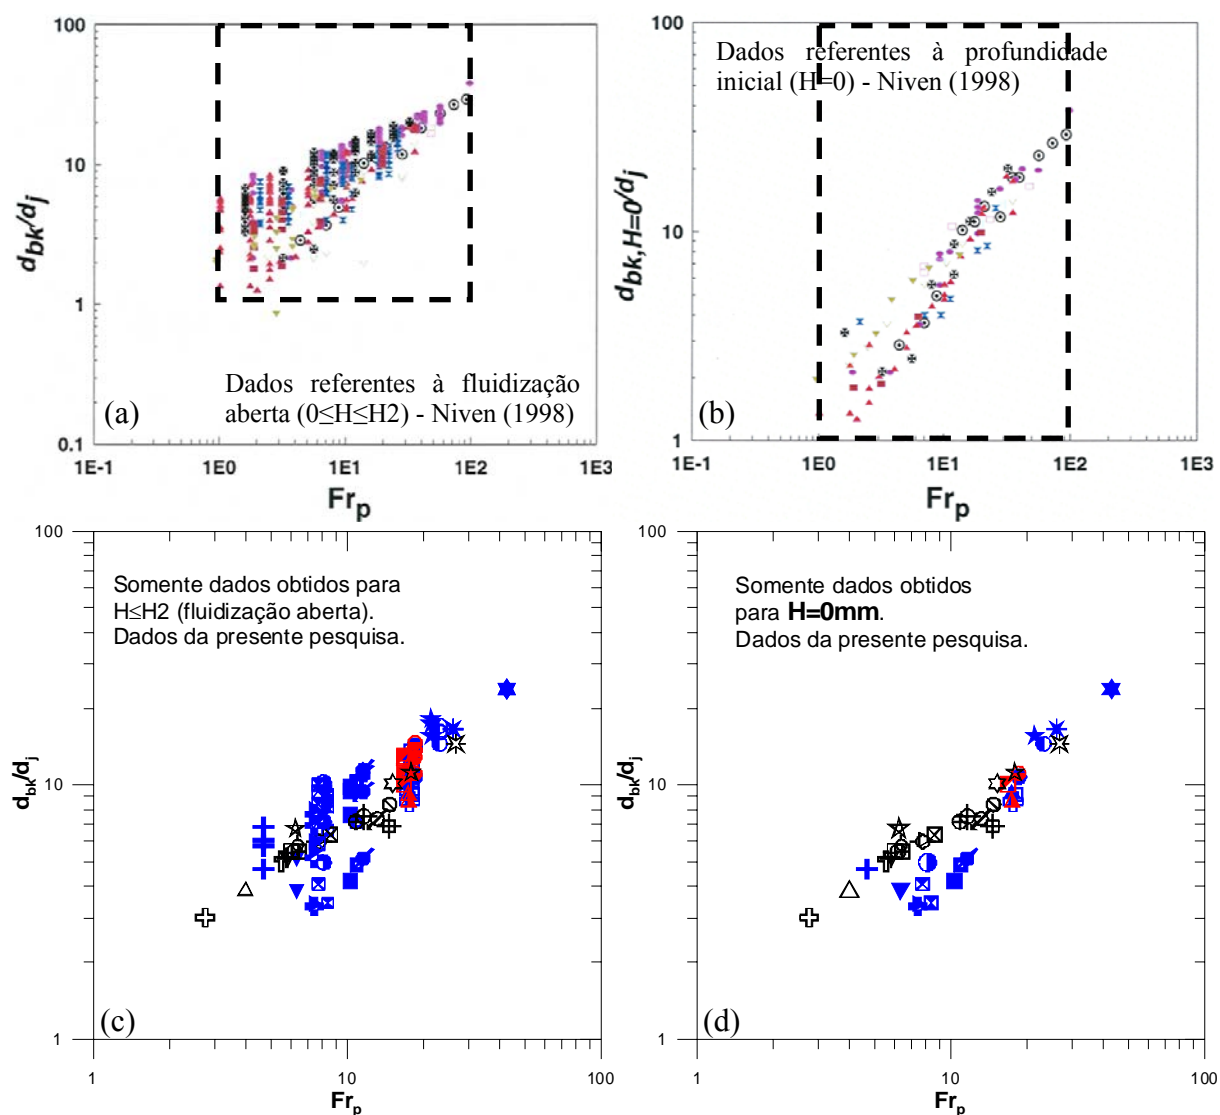 100
10
1
0.1
d_bk/d_j
Dados referentes à fluidização
aberta (0≤H≤H2) - Niven (1998)
(a)
1E-1 1E0 1E1 1E2 1E3
Fr_p
Dados referentes à profundidade
inicial (H=0) - Niven (1998)
100
10
1
d_bk,H=0/d_j
(b)
1E-1 1E0 1E1 1E2 1E3
Fr_p
100
10
1
d_bk/d_j
Somente dados obtidos para
H≤H2 (fluidização aberta).
Dados da presente pesquisa.
(c)
1 10 100
Fr_p
100
10
1
d_bk/d_j
Somente dados obtidos
para H=0mm.
Dados da presente pesquisa.
(d)
1 10 100
Fr_p